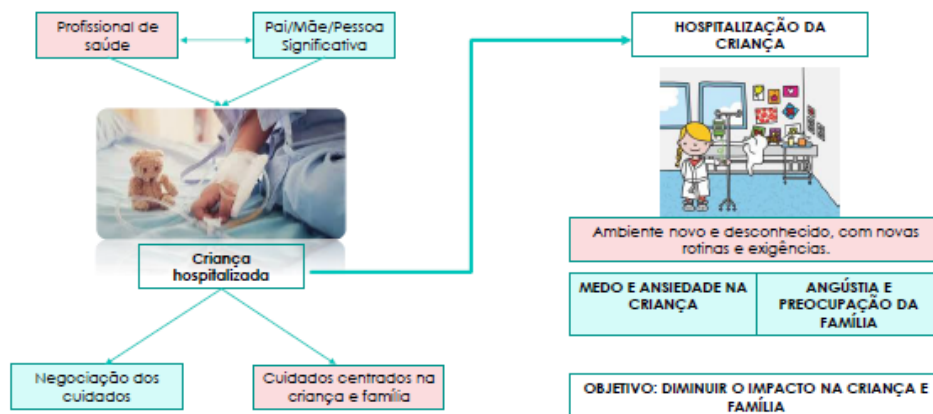 Profissional de
saúde
Pai/Mãe/Pessoa
Significativa
Criança
hospitalizada
Negociação dos
cuidados
Cuidados centrados na
criança e família
HOSPITALIZAÇÃO DA
CRIANÇA
Ambiente novo e desconhecido, com novas
rotinas e exigências.
MEDO E ANSIEDADE NA
CRIANÇA
ANGÚSTIA E
PREOCUPAÇÃO DA
FAMÍLIA
OBJETIVO: DIMINUIR O IMPACTO NA CRIANÇA E
FAMÍLIA